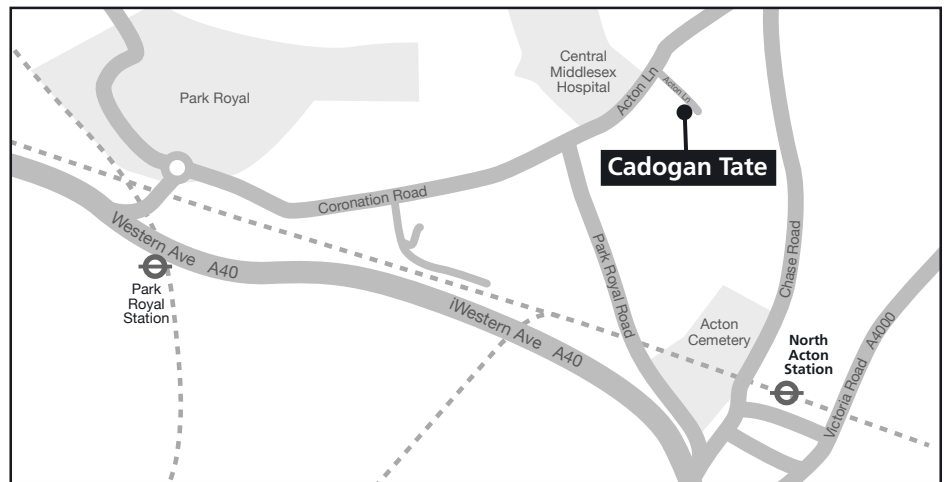 Central
Middlesex
Hospital
Park Royal
Acton Ln
Acton Ln
Cadogan Tate
Coronation Road
Western Ave A40
Park
Royal
Station
iWestern Ave A40
Park Royal Road
Chase Road
Acton
Cemetery
North
Acton
Station
Victoria Road A4000